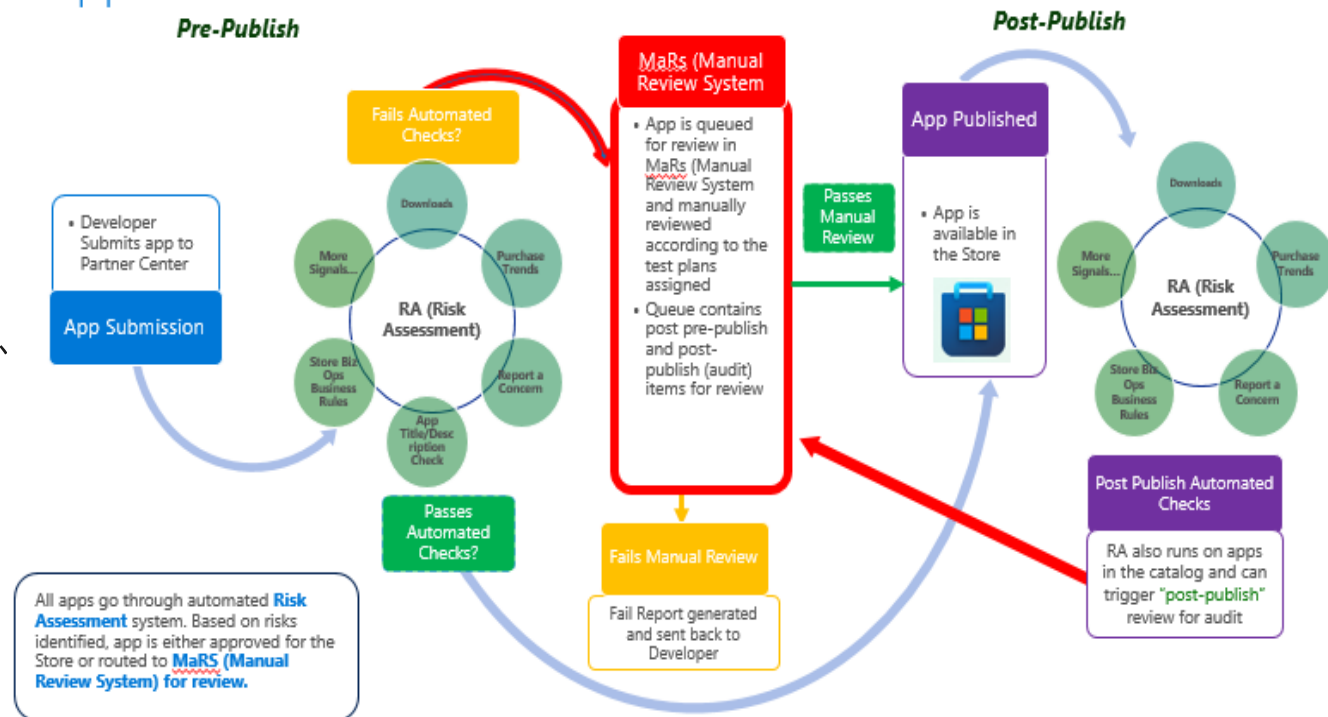 Pre-Publish
Post-Publish
Fails Automated
Checks?
MaRs (Manual
Review System
• App is queued
for review in
MaRs (Manual
Review System
and manually
reviewed
according to the
test plans
assigned
• Queue contains
post pre-publish
and post-
publish (audit)
items for review
App Published
• App is
available in
the Store
Passes
Manual
Review
• Developer
Submits app to
Partner Center
App Submission
Downloads
Purchase
Trends
Report a
Concern
App
Title/Desc
ription
Check
Store Biz
Ops
Business
Rules
More
Signals...
RA (Risk
Assessment)
Passes
Automated
Checks?
Fails Manual Review
Fail Report generated
and sent back to
Developer
Downloads
Purchase
Trends
Report a
Concern
Store Biz
Ops
Business
Rules
More
Signals...
RA (Risk
Assessment)
Post Publish Automated
Checks
RA also runs on apps
in the catalog and can
trigger "post-publish"
review for audit
All apps go through automated Risk
Assessment system. Based on risks
identified, app is either approved for the
Store or routed to MaRS (Manual
Review System) for review.